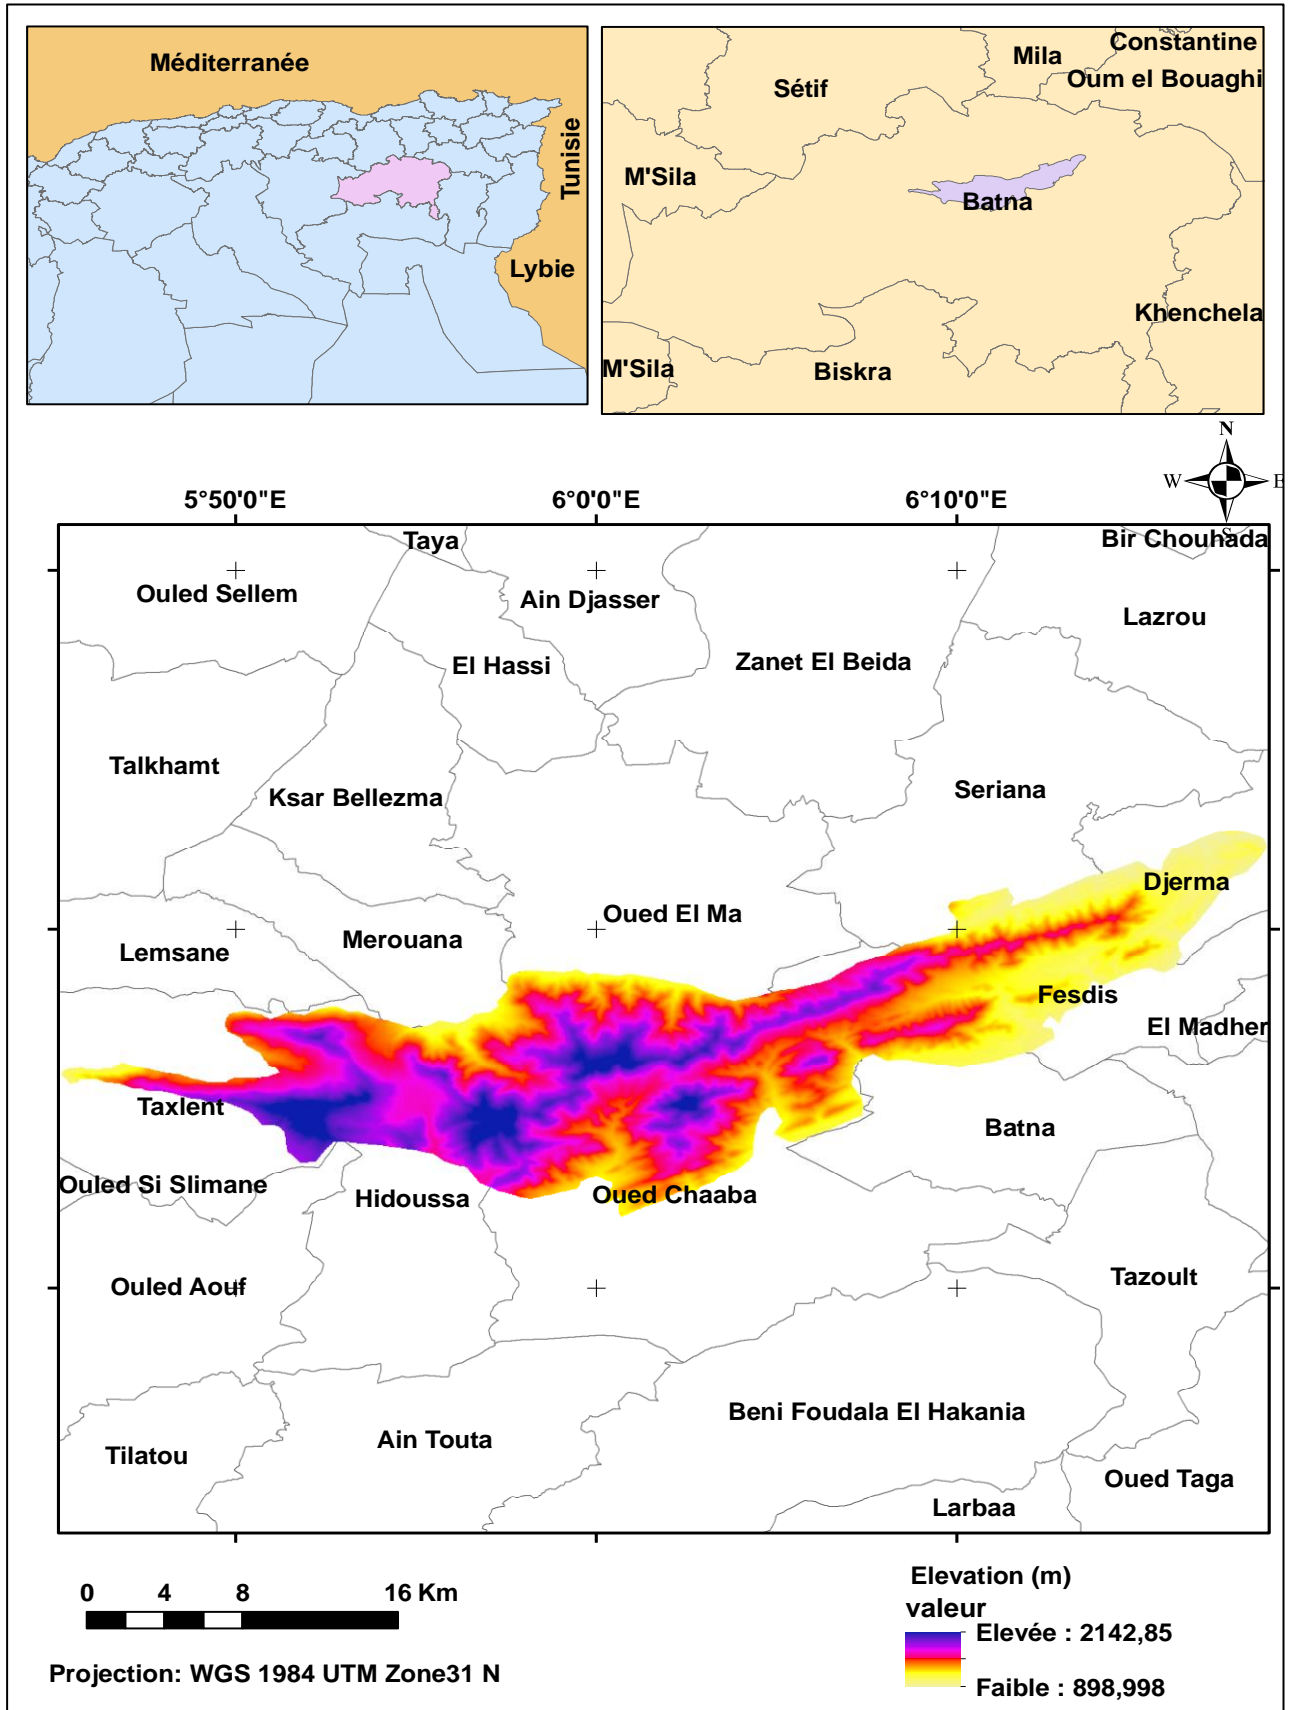 Méditerranée
Tunisie
Lybie
Constantine
Mila
Oum el Bouaghi
Sétif
M'Sila
Batna
Khenchela
M'Sila
Biskra
N
W
E
S
5°50'0"E
6°0'0"E
6°10'0"E
Taya
Bir Chouhada
Ouled Sellem
Ain Djasser
Lazrou
El Hassi
Zanet El Beida
Talkhamt
Ksar Bellezma
Seriana
Djerma
Oued El Ma
Merouana
Lemsane
Fesdis
El Madher
Taxlent
Batna
Ouled Si Slimane
Hidoussa
Oued Chaaba
Ouled Aouf
Tazoult
Beni Foudala El Hakania
Ain Touta
Tilatou
Oued Taga
Larbaa
0 4 8 16 Km
Projection: WGS 1984 UTM Zone31 N
Elevation (m)
valeur
Elevée : 2142,85
Faible : 898,998